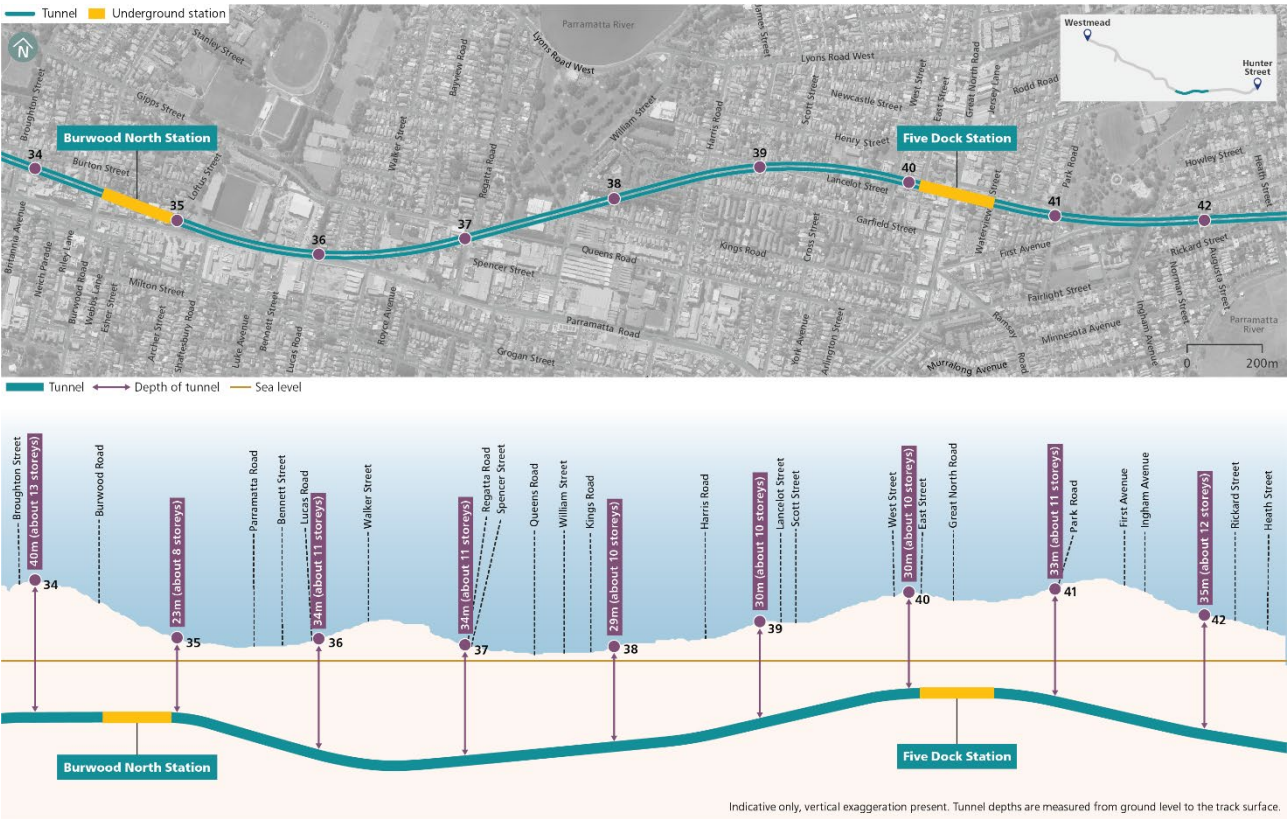 Tunnel Underground station
N
Westmead
Hunter
Street
Parramatta River
Lyons Road West
Lyons Road West
James Street
Stanley Street
Bayview Road
Scott Street
West Street
East Street
Great North Road
Jessey Lane
Rodd Road
Newcastle Street
Broughton Street
Gipps Street
William Street
Harris Road
Henry Street
Burwood North Station
Five Dock Station
Walker Street
34
Burton Street
Loftus Street
Regatta Road
39
40
Park Road
Howley Street
Heath Street
Lancelot Street
35
36
37
38
41
42
Garfield Street
Waterview Street
First Avenue
Rickard Street
Augusta Street
Norman Street
Britannia Avenue
Neich Parade
Riley Lane
Burwood Road
Webbs Lane
Esher Street
Milton Street
Archer Street
Shaftesbury Road
Luke Avenue
Bennett Street
Lucas Road
Royce Avenue
Spencer Street
Queens Road
Kings Road
Cross Street
Fairlight Street
Ramsay
Road
Minnesota Avenue
Ingham Avenue
Parramatta
River
Parramatta Road
Grogan Street
York Avenue
Arlington Street
Murralong Avenue
0 200m
Tunnel Depth of tunnel Sea level
Broughton Street
40m (about 13 storeys)
34
Burwood Road
23m (about 8 storeys)
35
Parramatta Road
Bennett Street
Lucas Road
34m (about 11 storeys)
36
Walker Street
34m (about 11 storeys)
37
Regatta Road
Spencer Street
Queens Road
William Street
Kings Road
29m (about 10 storeys)
38
Harris Road
30m (about 10 storeys)
39
Lancelot Street
Scott Street
West Street
30m (about 10 storeys)
40
East Street
Great North Road
33m (about 11 storeys)
41
Park Road
First Avenue
Ingham Avenue
35m (about 12 storeys)
42
Rickard Street
Heath Street
Burwood North Station
Five Dock Station
Indicative only, vertical exaggeration present. Tunnel depths are measured from ground level to the track surface.